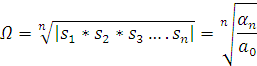 Ω = ⁿ√|s₁ * s₂ * s₃ ….sₙ| = ⁿ√(αₙ/a₀)